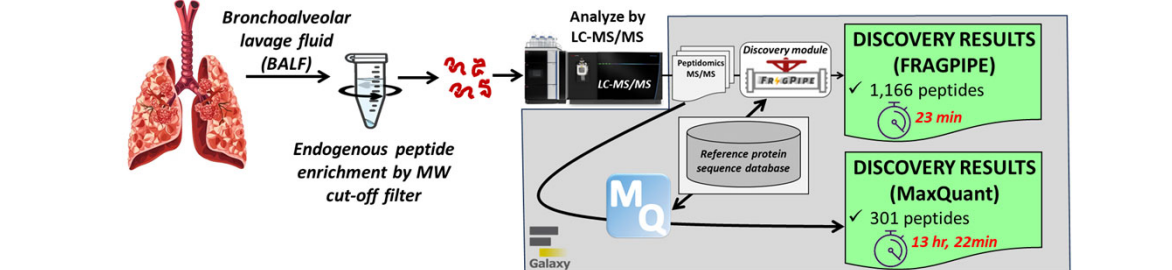 Bronchoalveolar
lavage fluid
(BALF)
Endogenous peptide
enrichment by MW
cut-off filter
Analyze by
LC-MS/MS
LC-MS/MS
Peptidomics
MS/MS
Discovery module
FRAGPIPE
Reference protein
sequence database
MQ
Galaxy
DISCOVERY RESULTS
(FRAGPIPE)
✓ 1,166 peptides
23 min
DISCOVERY RESULTS
(MaxQuant)
✓ 301 peptides
13 hr, 22min